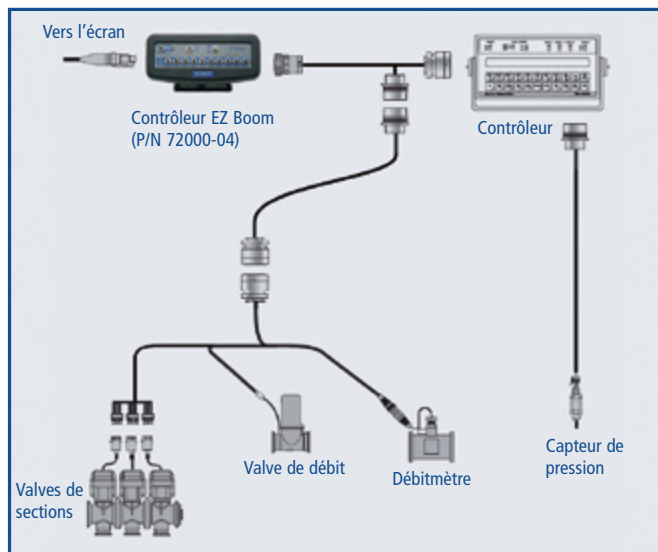 Vers l'écran
Contrôleur EZ Boom
(P/N 72000-04)
Contrôleur
Valve de débit
Débitmètre
Capteur de
pression
Valves de
sections